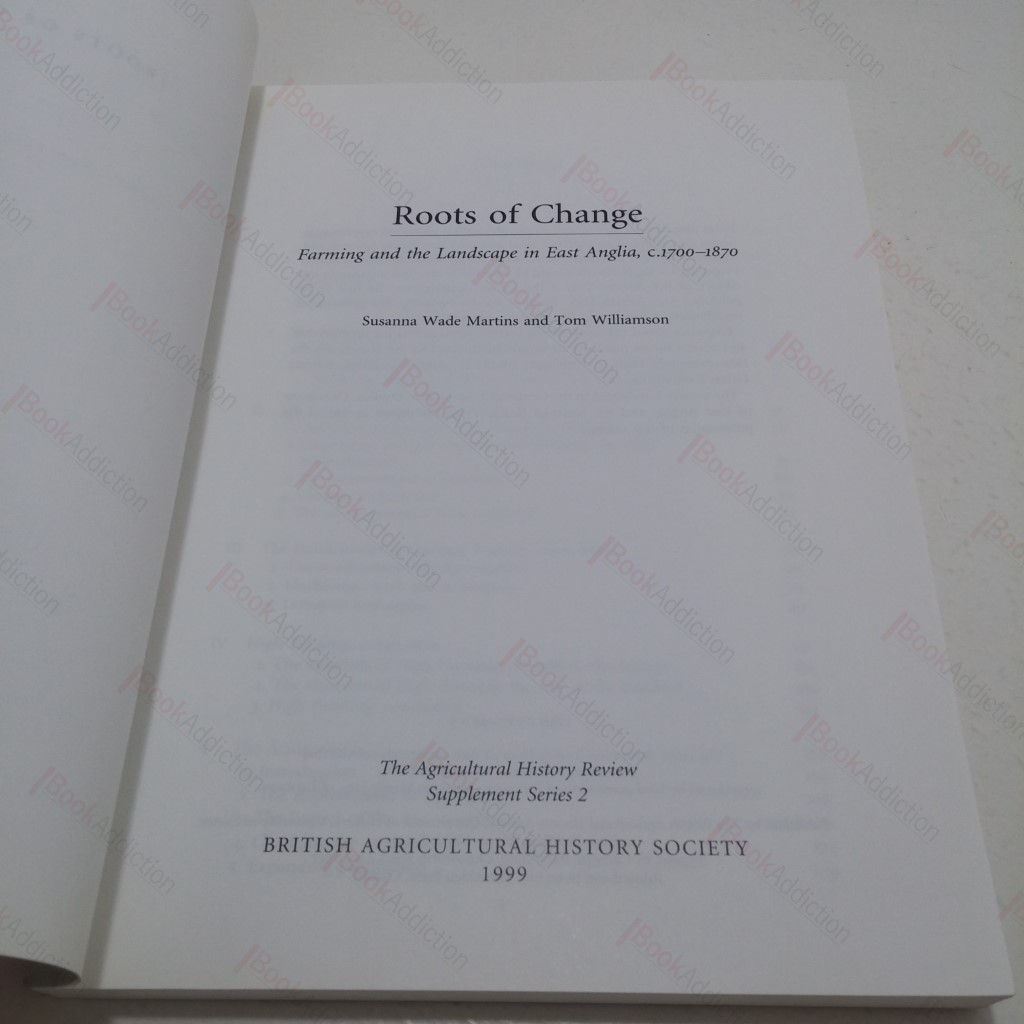 Roots of Change
Farming and the Landscape in East Anglia, c.1700–1870
Susanna Wade Martins and Tom Williamson
The Agricultural History Review
Supplement Series 2
BRITISH AGRICULTURAL HISTORY SOCIETY
1999
BookAddiction